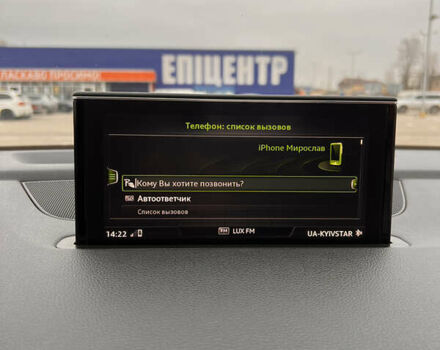 ЕПІЦЕНТР
ЛАСКАВО ПРОСИМО
Телефон: список вызовов
iPhone Мирослав
Кому Вы хотите позвонить?
Автоответчик
Список вызовов
14:22
LUX FM
UA-KYIVSTAR